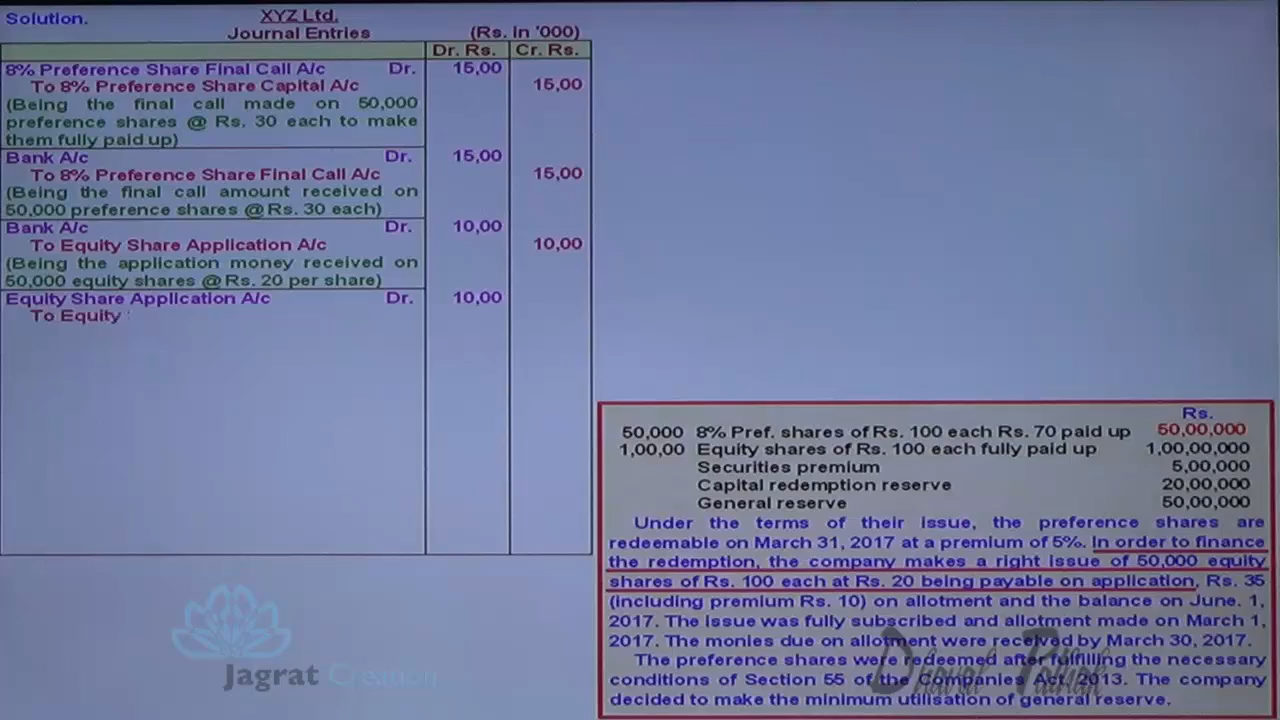 Solution.
XYZ Ltd.
Journal Entries
(Rs. in '000)
Dr. Rs. Cr. Rs.
8% Preference Share Final Call A/c Dr. 15,00
To 8% Preference Share Capital A/c 15,00
(Being the final call made on 50,000
preference shares @ Rs. 30 each to make
them fully paid up)
Bank A/c Dr. 15,00
To 8% Preference Share Final Call A/c 15,00
(Being the final call amount received on
50,000 preference shares @ Rs. 30 each)
Bank A/c Dr. 10,00
To Equity Share Application A/c 10,00
(Being the application money received on
50,000 equity shares @ Rs. 20 per share)
Equity Share Application A/c Dr. 10,00
To Equity
Rs.
50,000 8% Pref. shares of Rs. 100 each Rs. 70 paid up 50,00,000
1,00,00 Equity shares of Rs. 100 each fully paid up 1,00,00,000
Securities premium 5,00,000
Capital redemption reserve 20,00,000
General reserve 50,00,000
Under the terms of their issue, the preference shares are
redeemable on March 31, 2017 at a premium of 5%. In order to finance
the redemption, the company makes a right issue of 50,000 equity
shares of Rs. 100 each at Rs. 20 being payable on application, Rs. 35
(including premium Rs. 10) on allotment and the balance on June. 1,
2017. The issue was fully subscribed and allotment made on March 1,
2017. The monies due on allotment were received by March 30, 2017.
The preference shares were redeemed after fulfilling the necessary
conditions of Section 55 of the Companies Act, 2013. The company
decided to make the minimum utilisation of general reserve.
Jagrat Creation
Dhaval Pathak